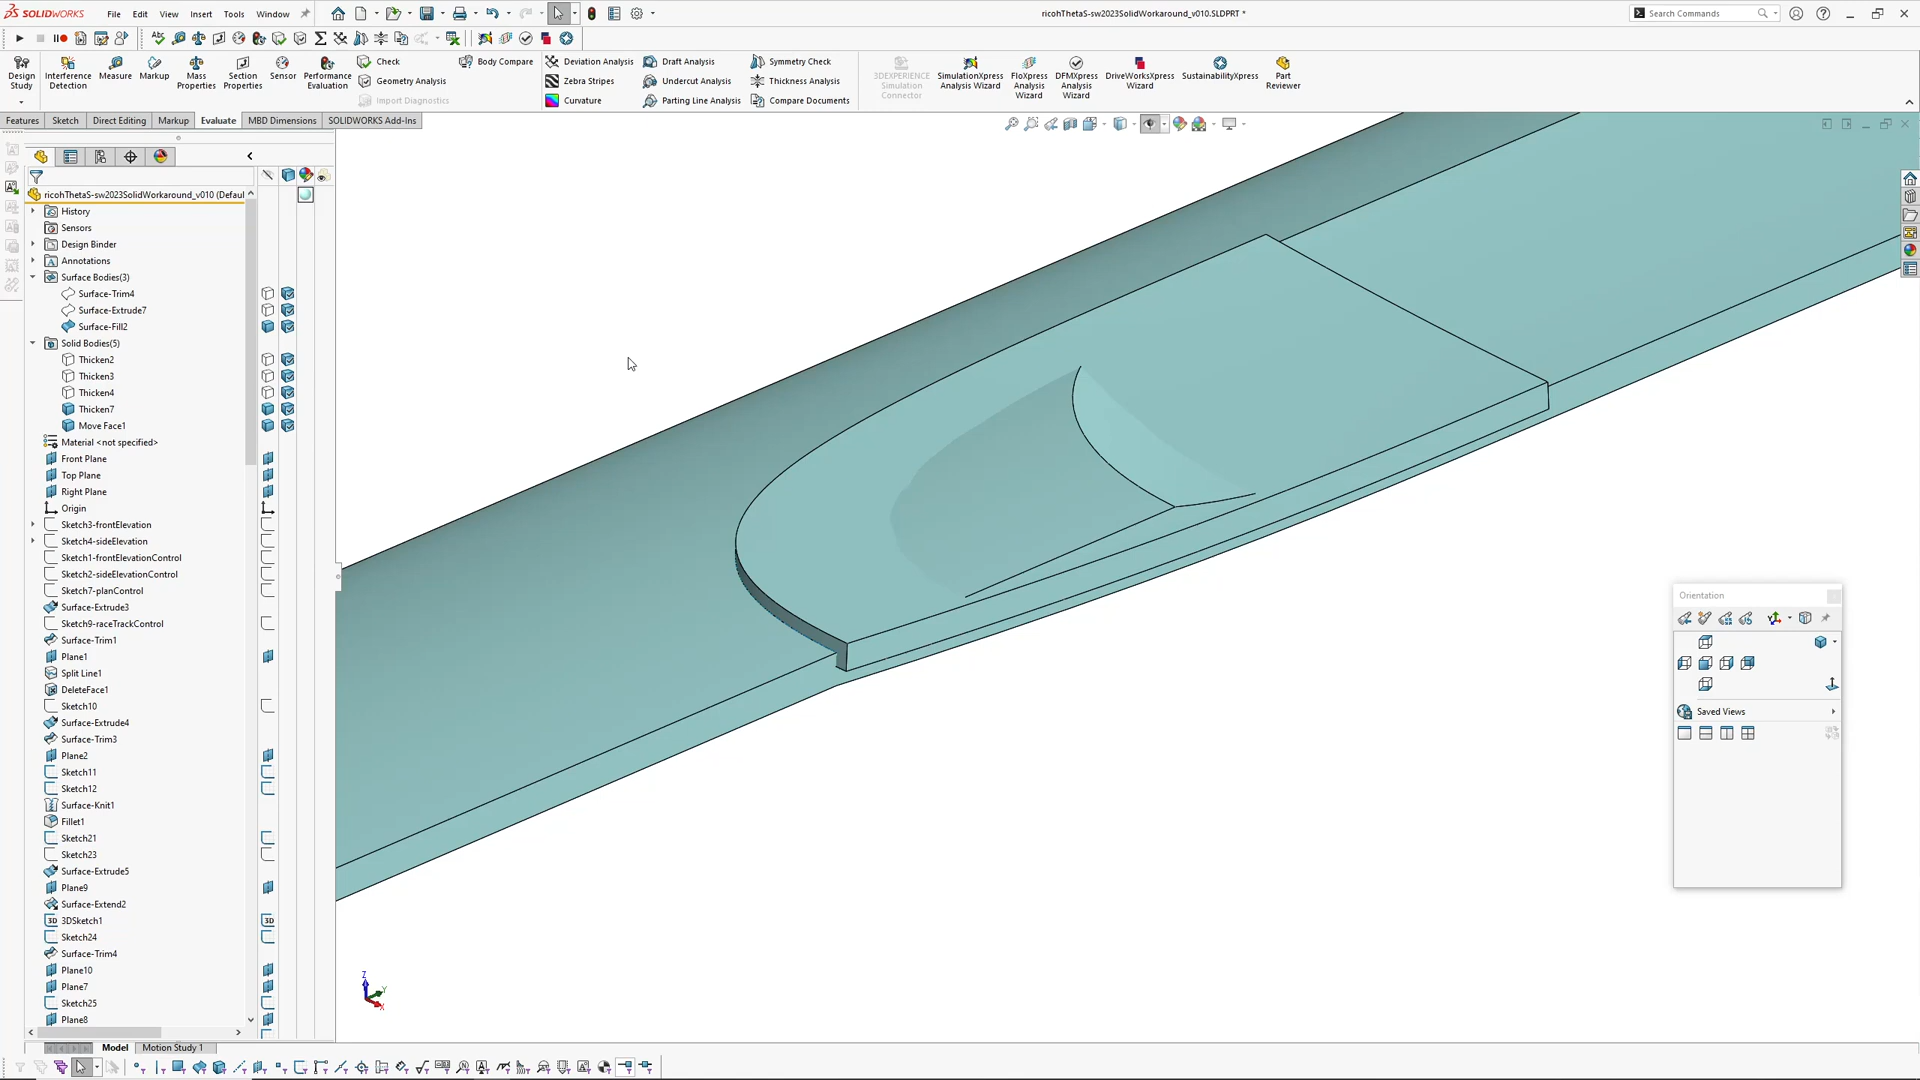 SOLIDWORKS File Edit View Insert Tools Window ricohThetaS-sw2023SolidWorkaround_v010.SLDPRT * Search Commands
Design Study
Interference Detection
Measure
Markup
Mass Properties
Section Properties
Sensor
Performance Evaluation
Check
Geometry Analysis
Import Diagnostics
Body Compare
Deviation Analysis
Zebra Stripes
Curvature
Draft Analysis
Undercut Analysis
Parting Line Analysis
Symmetry Check
Thickness Analysis
Compare Documents
3DEXPERIENCE Simulation Connector
SimulationXpress Analysis Wizard
FloXpress Analysis Wizard
DFMXpress Analysis Wizard
DriveWorksXpress Wizard
SustainabilityXpress
Part Reviewer
Features Sketch Direct Editing Markup Evaluate MBD Dimensions SOLIDWORKS Add-Ins
ricohThetaS-sw2023SolidWorkaround_v010 (Defaul
History
Sensors
Design Binder
Annotations
Surface Bodies(3)
Surface-Trim4
Surface-Extrude7
Surface-Fill2
Solid Bodies(5)
Thicken2
Thicken3
Thicken4
Thicken7
Move Face1
Material <not specified>
Front Plane
Top Plane
Right Plane
Origin
Sketch3-frontElevation
Sketch4-sideElevation
Sketch1-frontElevationControl
Sketch2-sideElevationControl
Sketch7-planControl
Surface-Extrude3
Sketch9-raceTrackControl
Surface-Trim1
Plane1
Split Line1
DeleteFace1
Sketch10
Surface-Extrude4
Surface-Trim3
Plane2
Sketch11
Sketch12
Surface-Knit1
Fillet1
Sketch21
Sketch23
Surface-Extrude5
Plane9
Surface-Extend2
3D 3DSketch1 3D
Sketch24
Surface-Trim4
Plane10
Plane7
Sketch25
Plane8
Orientation
Saved Views
Z
Y
X
Model Motion Study 1